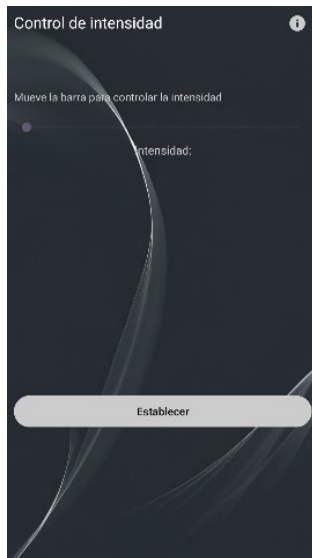 Control de intensidad
Mueve la barra para controlar la intensidad
Intensidad:
Establecer